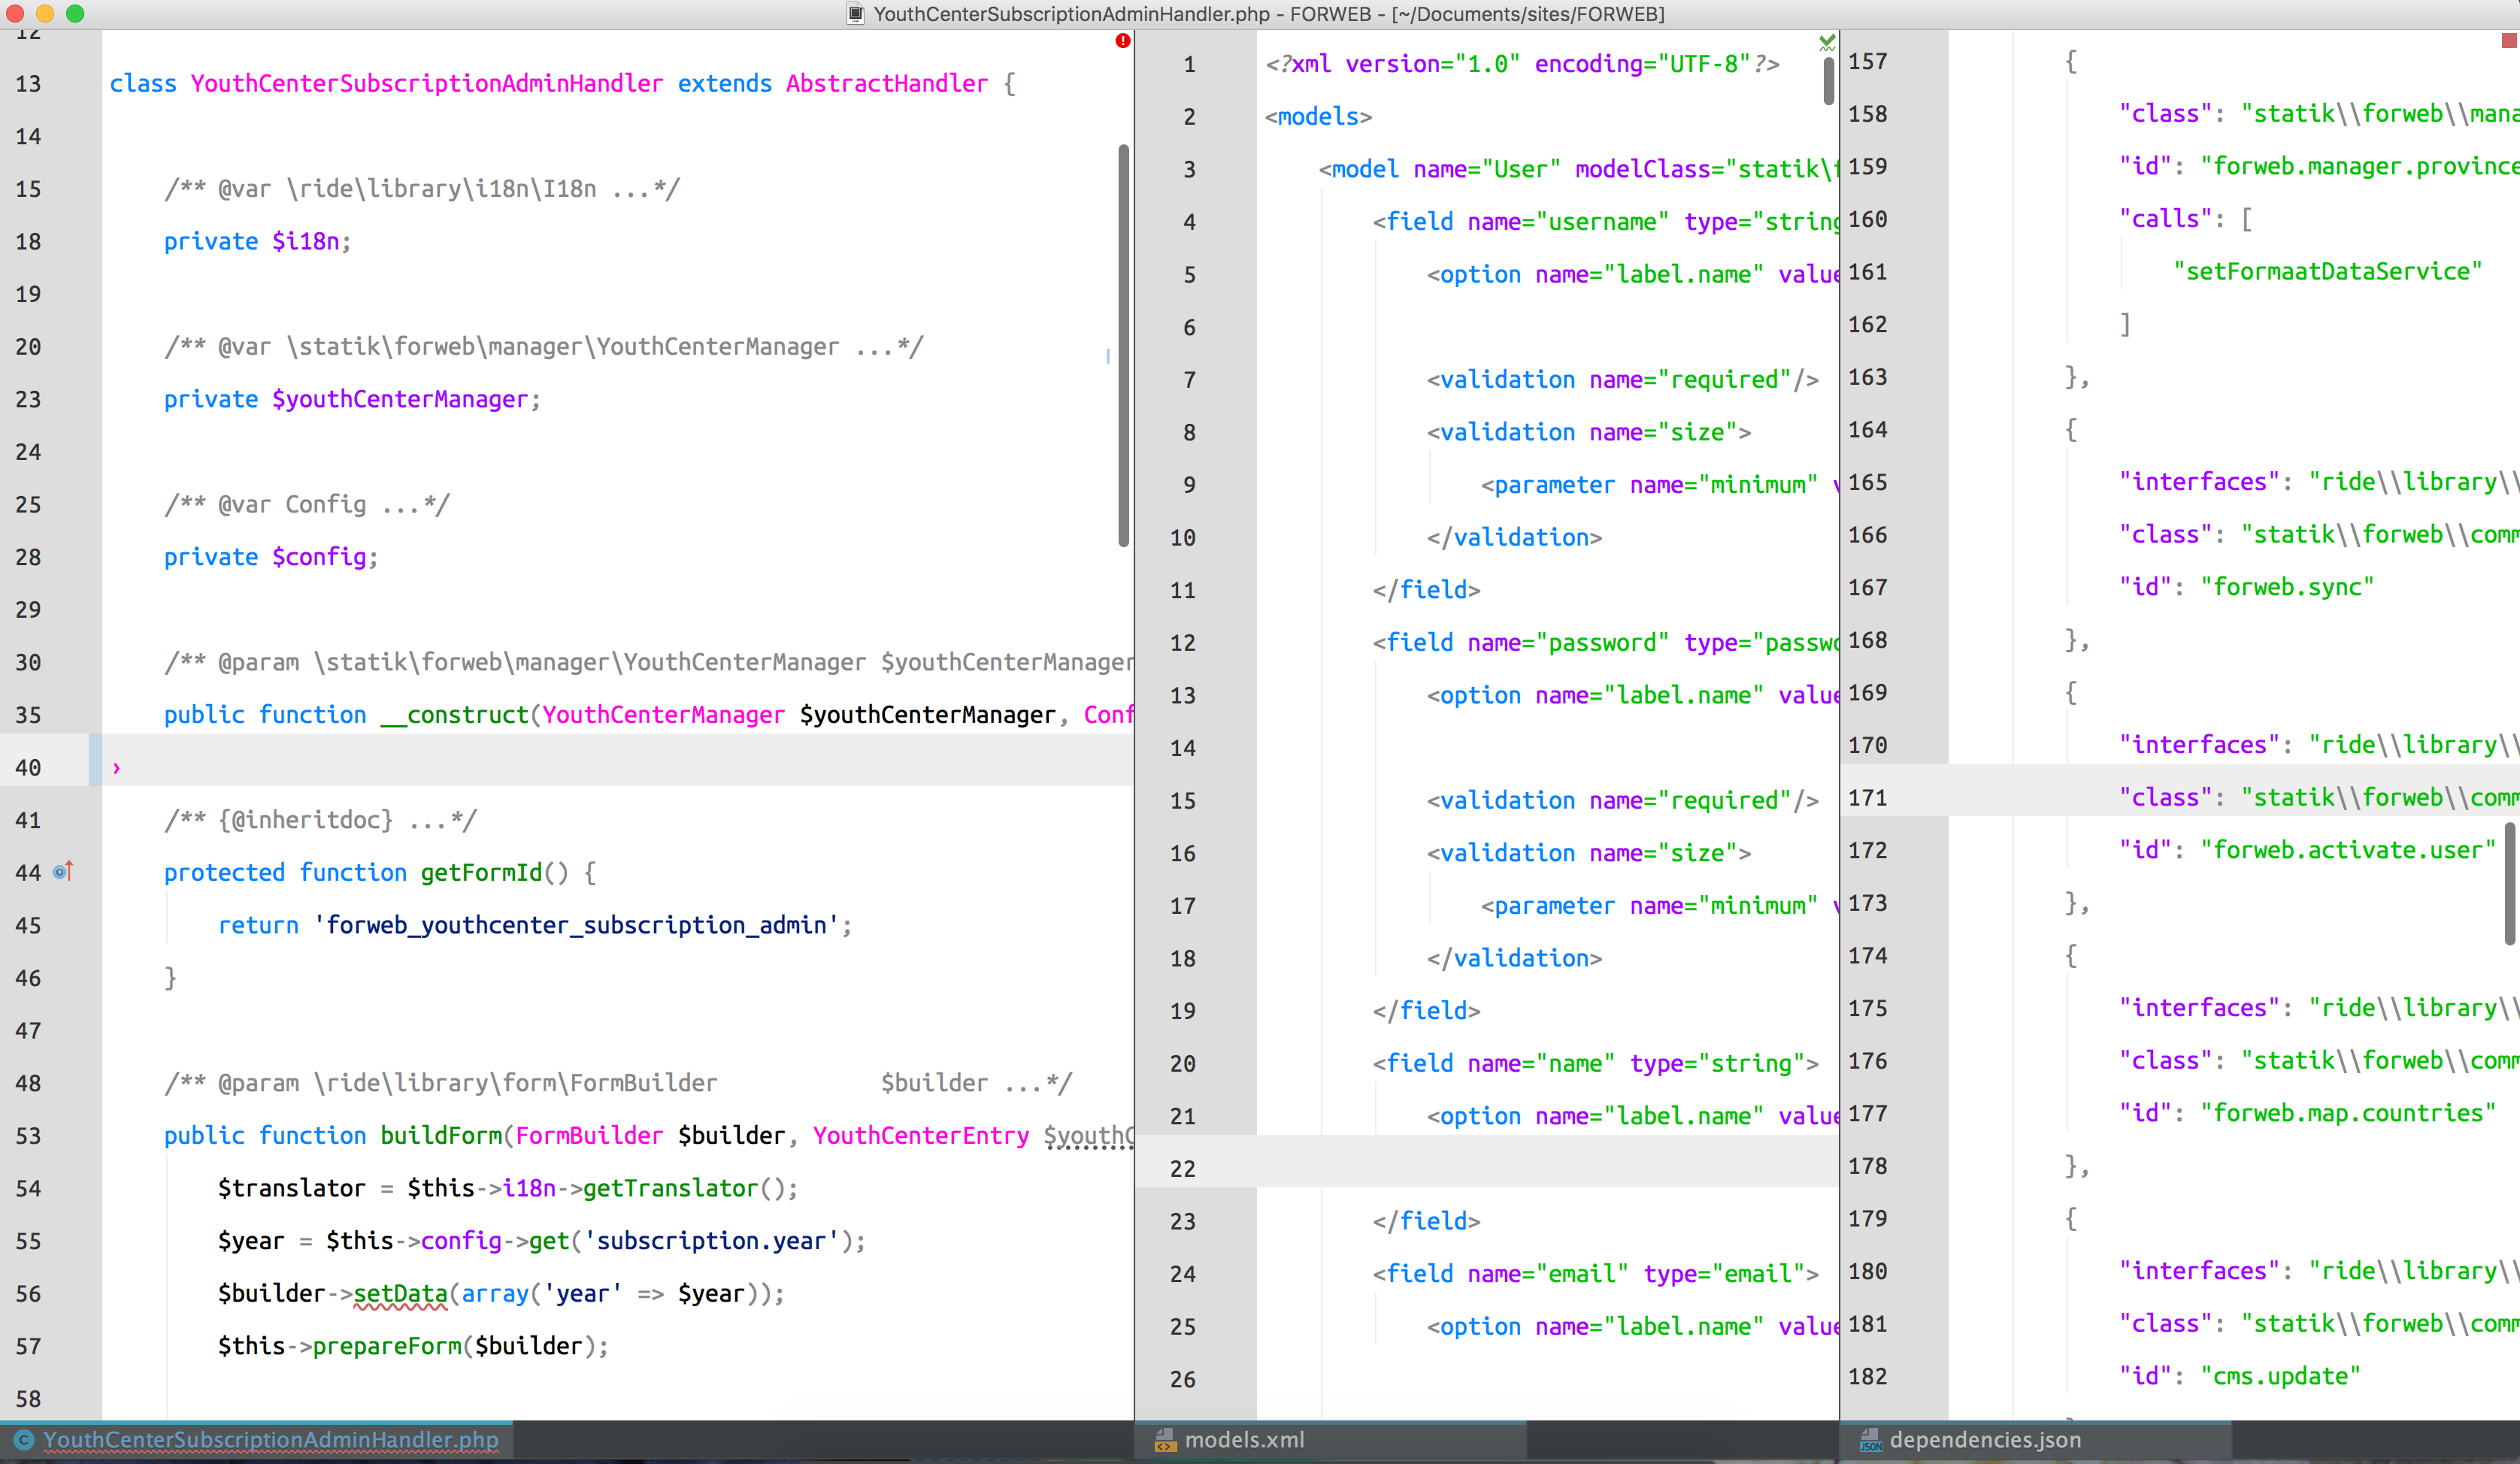 YouthCenterSubscriptionAdminHandler.php - FORWEB - [~/Documents/sites/FORWEB]
12
13 class YouthCenterSubscriptionAdminHandler extends AbstractHandler {
14
15 /** @var \ride\library\i18n\I18n ...*/
18 private $i18n;
19
20 /** @var \statik\forweb\manager\YouthCenterManager ...*/
23 private $youthCenterManager;
24
25 /** @var Config ...*/
28 private $config;
29
30 /** @param \statik\forweb\manager\YouthCenterManager $youthCenterManager
35 public function __construct(YouthCenterManager $youthCenterManager, Conf
40 ›
41 /** {@inheritdoc} ...*/
44 protected function getFormId() {
45 return 'forweb_youthcenter_subscription_admin';
46 }
47
48 /** @param \ride\library\form\FormBuilder $builder ...*/
53 public function buildForm(FormBuilder $builder, YouthCenterEntry $youthC
54 $translator = $this->i18n->getTranslator();
55 $year = $this->config->get('subscription.year');
56 $builder->setData(array('year' => $year));
57 $this->prepareForm($builder);
58
YouthCenterSubscriptionAdminHandler.php
1 <?xml version="1.0" encoding="UTF-8"?>
2 <models>
3 <model name="User" modelClass="statik\f
4 <field name="username" type="string
5 <option name="label.name" value
6
7 <validation name="required"/>
8 <validation name="size">
9 <parameter name="minimum" v
10 </validation>
11 </field>
12 <field name="password" type="passwo
13 <option name="label.name" value
14
15 <validation name="required"/>
16 <validation name="size">
17 <parameter name="minimum" v
18 </validation>
19 </field>
20 <field name="name" type="string">
21 <option name="label.name" value
22
23 </field>
24 <field name="email" type="email">
25 <option name="label.name" value
26
models.xml
157 {
158 "class": "statik\\forweb\\mana
159 "id": "forweb.manager.province
160 "calls": [
161 "setFormaatDataService"
162 ]
163 },
164 {
165 "interfaces": "ride\\library\\
166 "class": "statik\\forweb\\comm
167 "id": "forweb.sync"
168 },
169 {
170 "interfaces": "ride\\library\\
171 "class": "statik\\forweb\\comm
172 "id": "forweb.activate.user"
173 },
174 {
175 "interfaces": "ride\\library\\
176 "class": "statik\\forweb\\comm
177 "id": "forweb.map.countries"
178 },
179 {
180 "interfaces": "ride\\library\\
181 "class": "statik\\forweb\\comm
182 "id": "cms.update"
dependencies.json